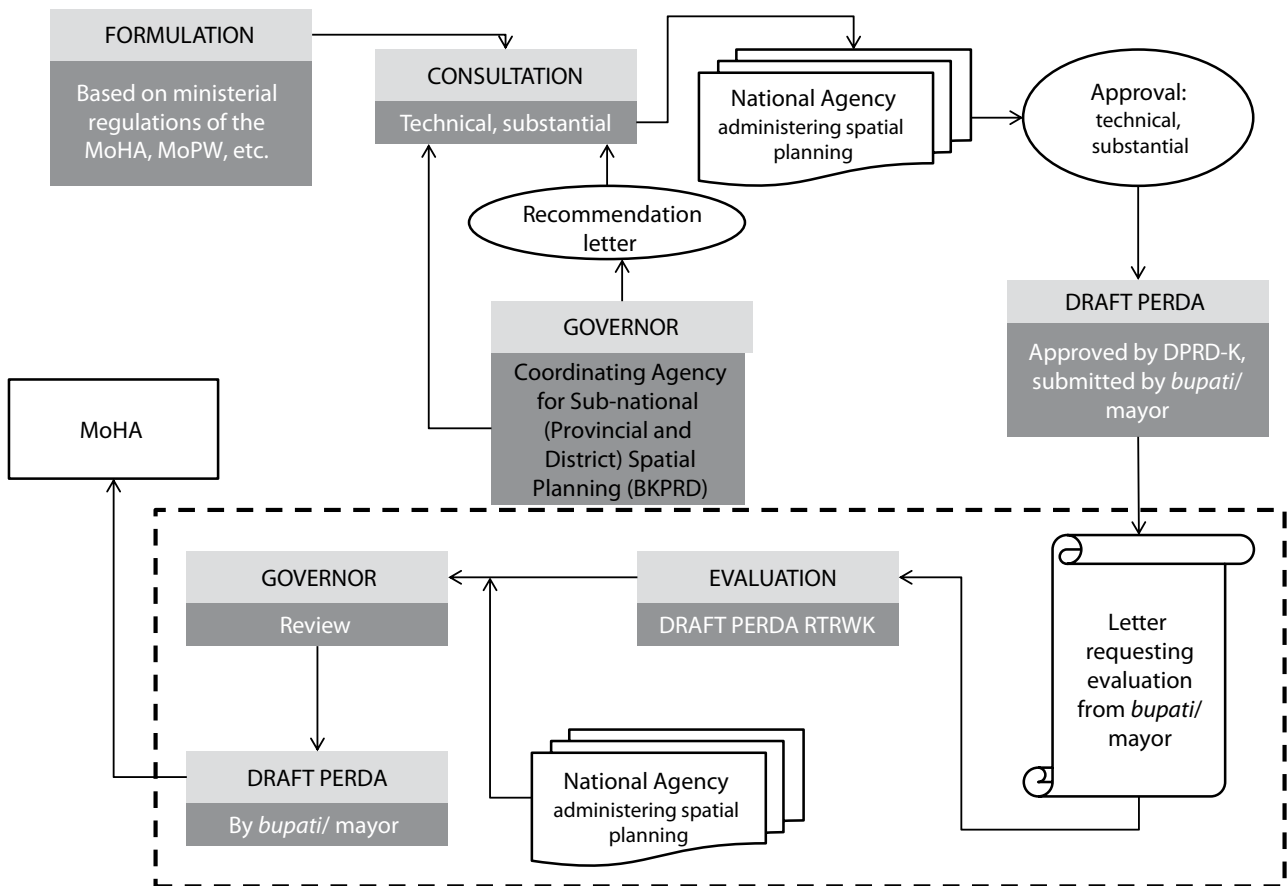 FORMULATION
Based on ministerial
regulations of the
MoHA, MoPW, etc.
CONSULTATION
Technical, substantial
National Agency
administering spatial
planning
Approval:
technical,
substantial
Recommendation
letter
GOVERNOR
Coordinating Agency
for Sub-national
(Provincial and
District) Spatial
Planning (BKPRD)
DRAFT PERDA
Approved by DPRD-K,
submitted by bupati/
mayor
MoHA
GOVERNOR
Review
EVALUATION
DRAFT PERDA RTRWK
Letter
requesting
evaluation
from bupati/
mayor
DRAFT PERDA
By bupati/ mayor
National Agency
administering spatial
planning